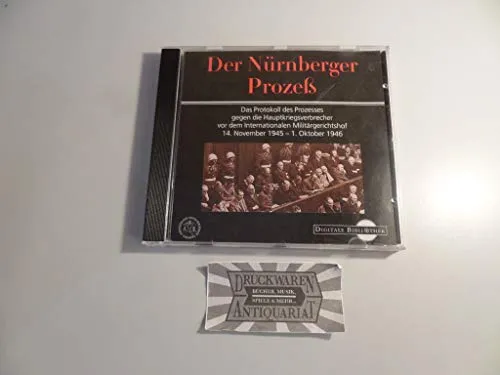 Der Nürnberger
Prozeß
Das Protokoll des Prozesses
gegen die Hauptkriegsverbrecher
vor dem Internationalen Militärgerichtshof
14. November 1945 – 1. Oktober 1946
DIGITALE BIBLIOTHEK
DRUCKWAREN
BÜCHER, MUSIK,
SPIELE & MEHR...
ANTIQUARIAT